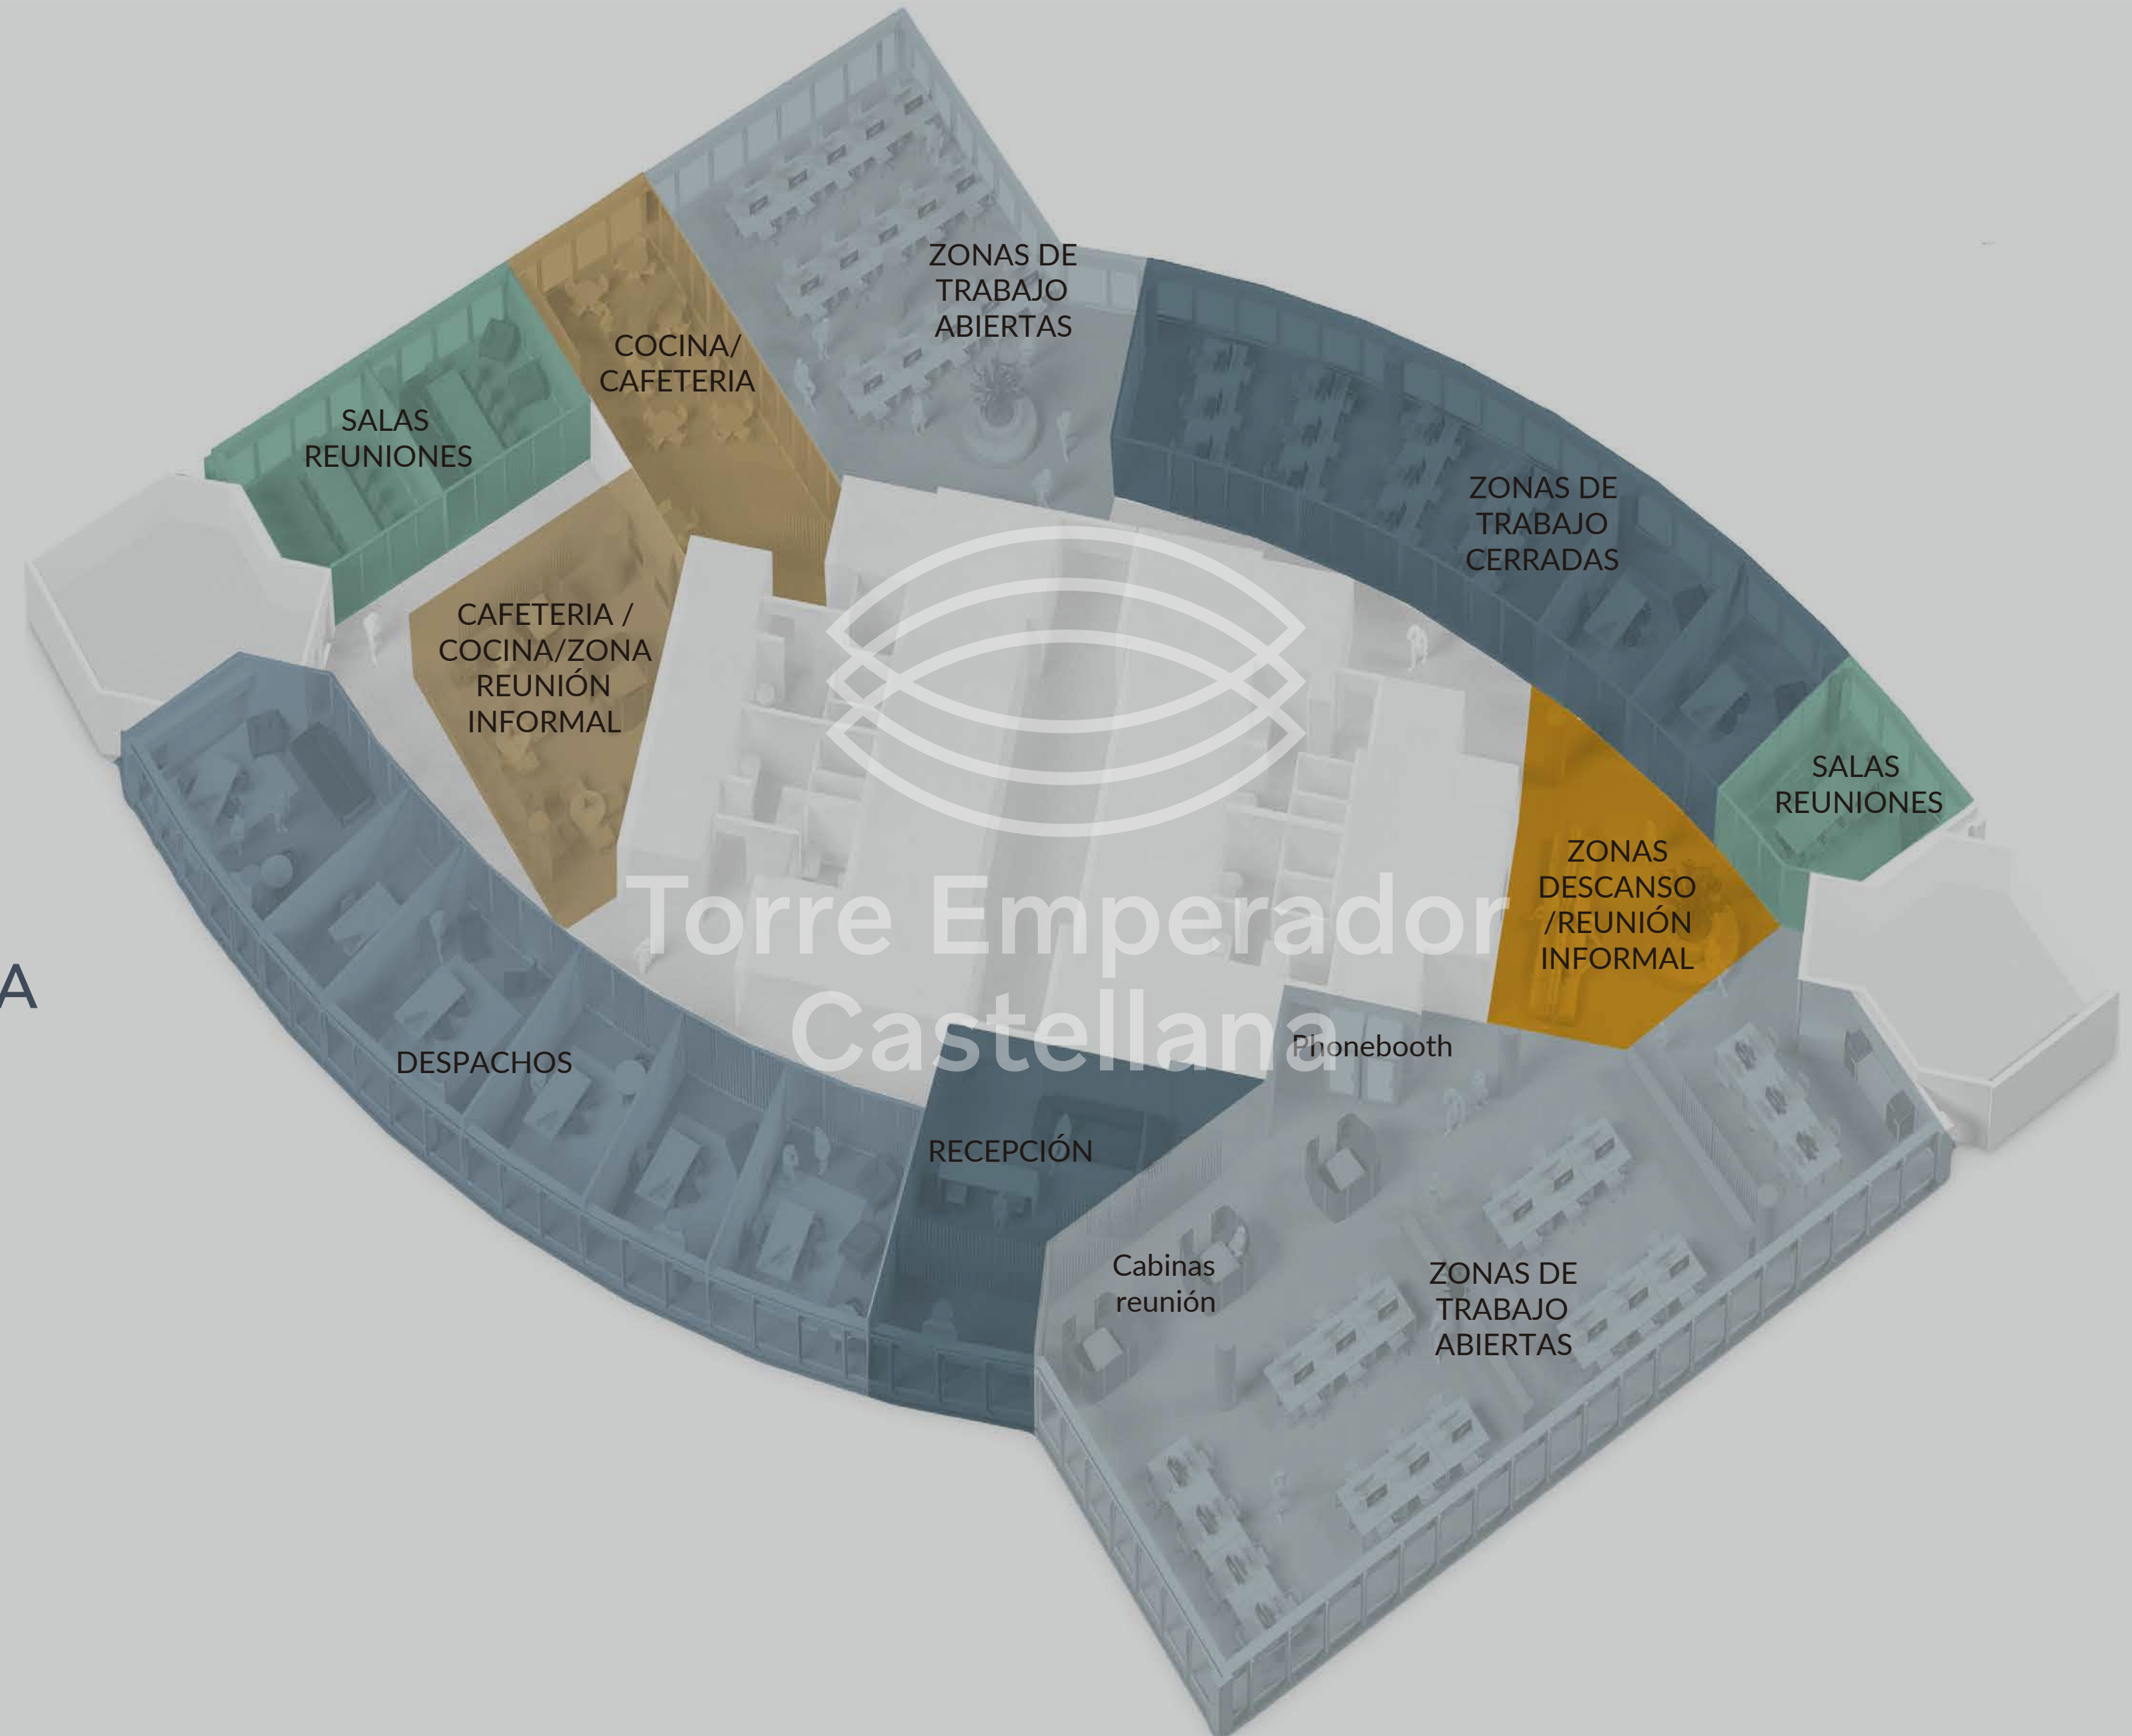 ZONAS DE
TRABAJO
ABIERTAS
COCINA/
CAFETERIA
SALAS
REUNIONES
ZONAS DE
TRABAJO
CERRADAS
CAFETERIA /
COCINA/ZONA
REUNIÓN
INFORMAL
SALAS
REUNIONES
ZONAS
DESCANSO
/REUNIÓN
INFORMAL
Torre Emperador
Castellana
A
Phonebooth
DESPACHOS
RECEPCIÓN
Cabinas
reunión
ZONAS DE
TRABAJO
ABIERTAS